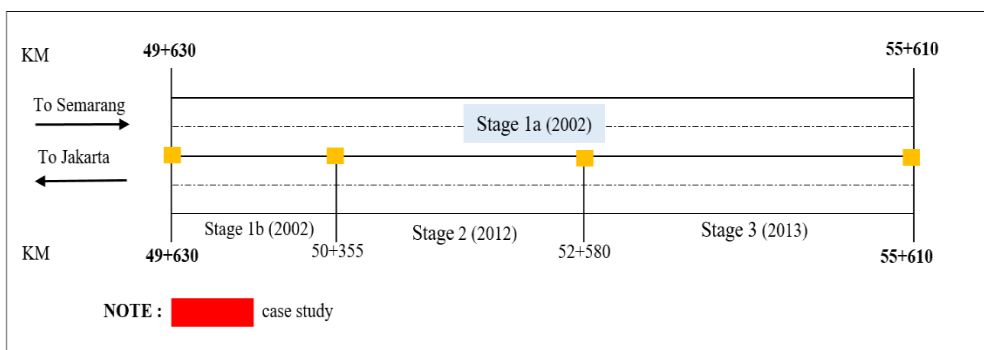 KM
49+630
55+610
To Semarang
Stage 1a (2002)
To Jakarta
Stage 1b (2002)
Stage 2 (2012)
Stage 3 (2013)
KM
49+630
50+355
52+580
55+610
NOTE :
case study